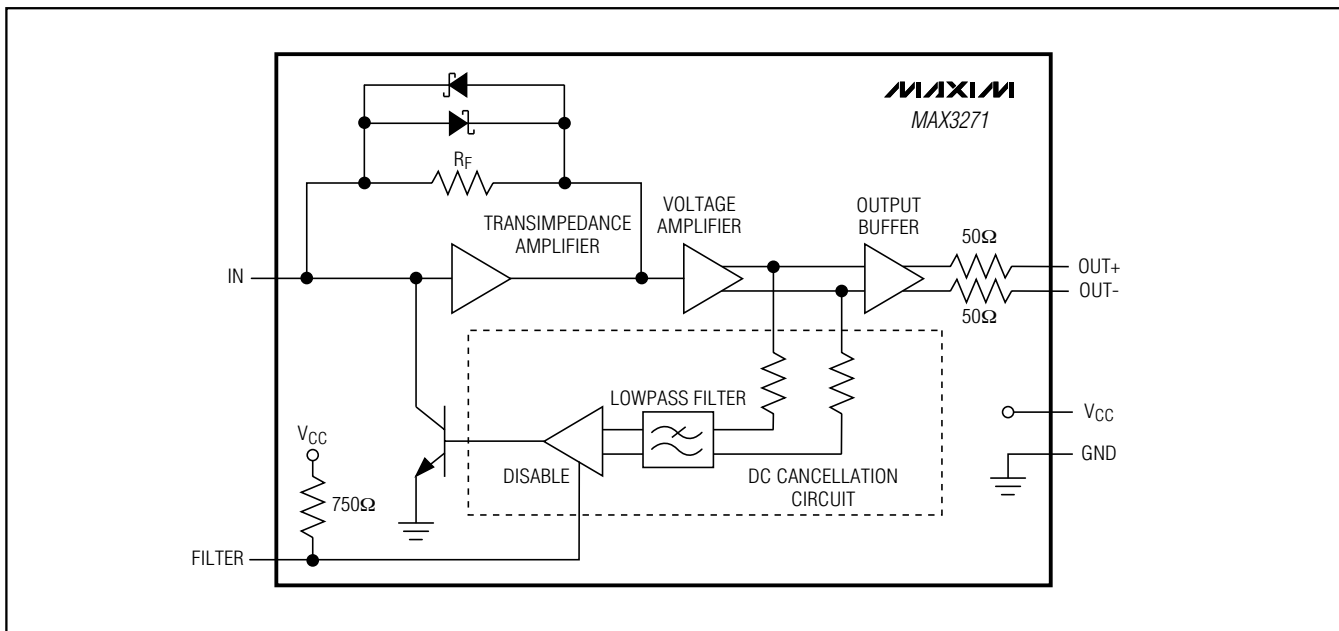 MAXIM
MAX3271
RF
TRANSIMPEDANCE
AMPLIFIER
VOLTAGE
AMPLIFIER
OUTPUT
BUFFER
50Ω
50Ω
IN
OUT+
OUT-
LOWPASS FILTER
DISABLE
DC CANCELLATION
CIRCUIT
VCC
750Ω
FILTER
VCC
GND